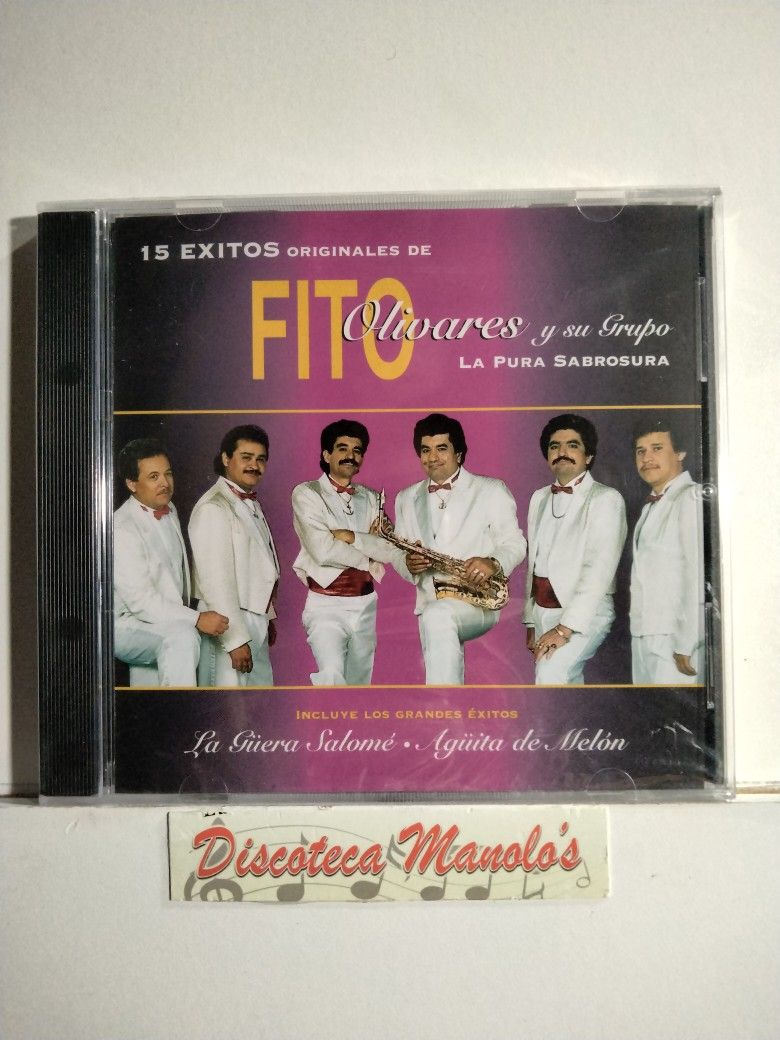 15 EXITOS ORIGINALES DE
FITO
Olivares y su Grupo
LA PURA SABROSURA
INCLUYE LOS GRANDES ÉXITOS
La Güera Salomé • Agüita de Melón
Discoteca Manolo's